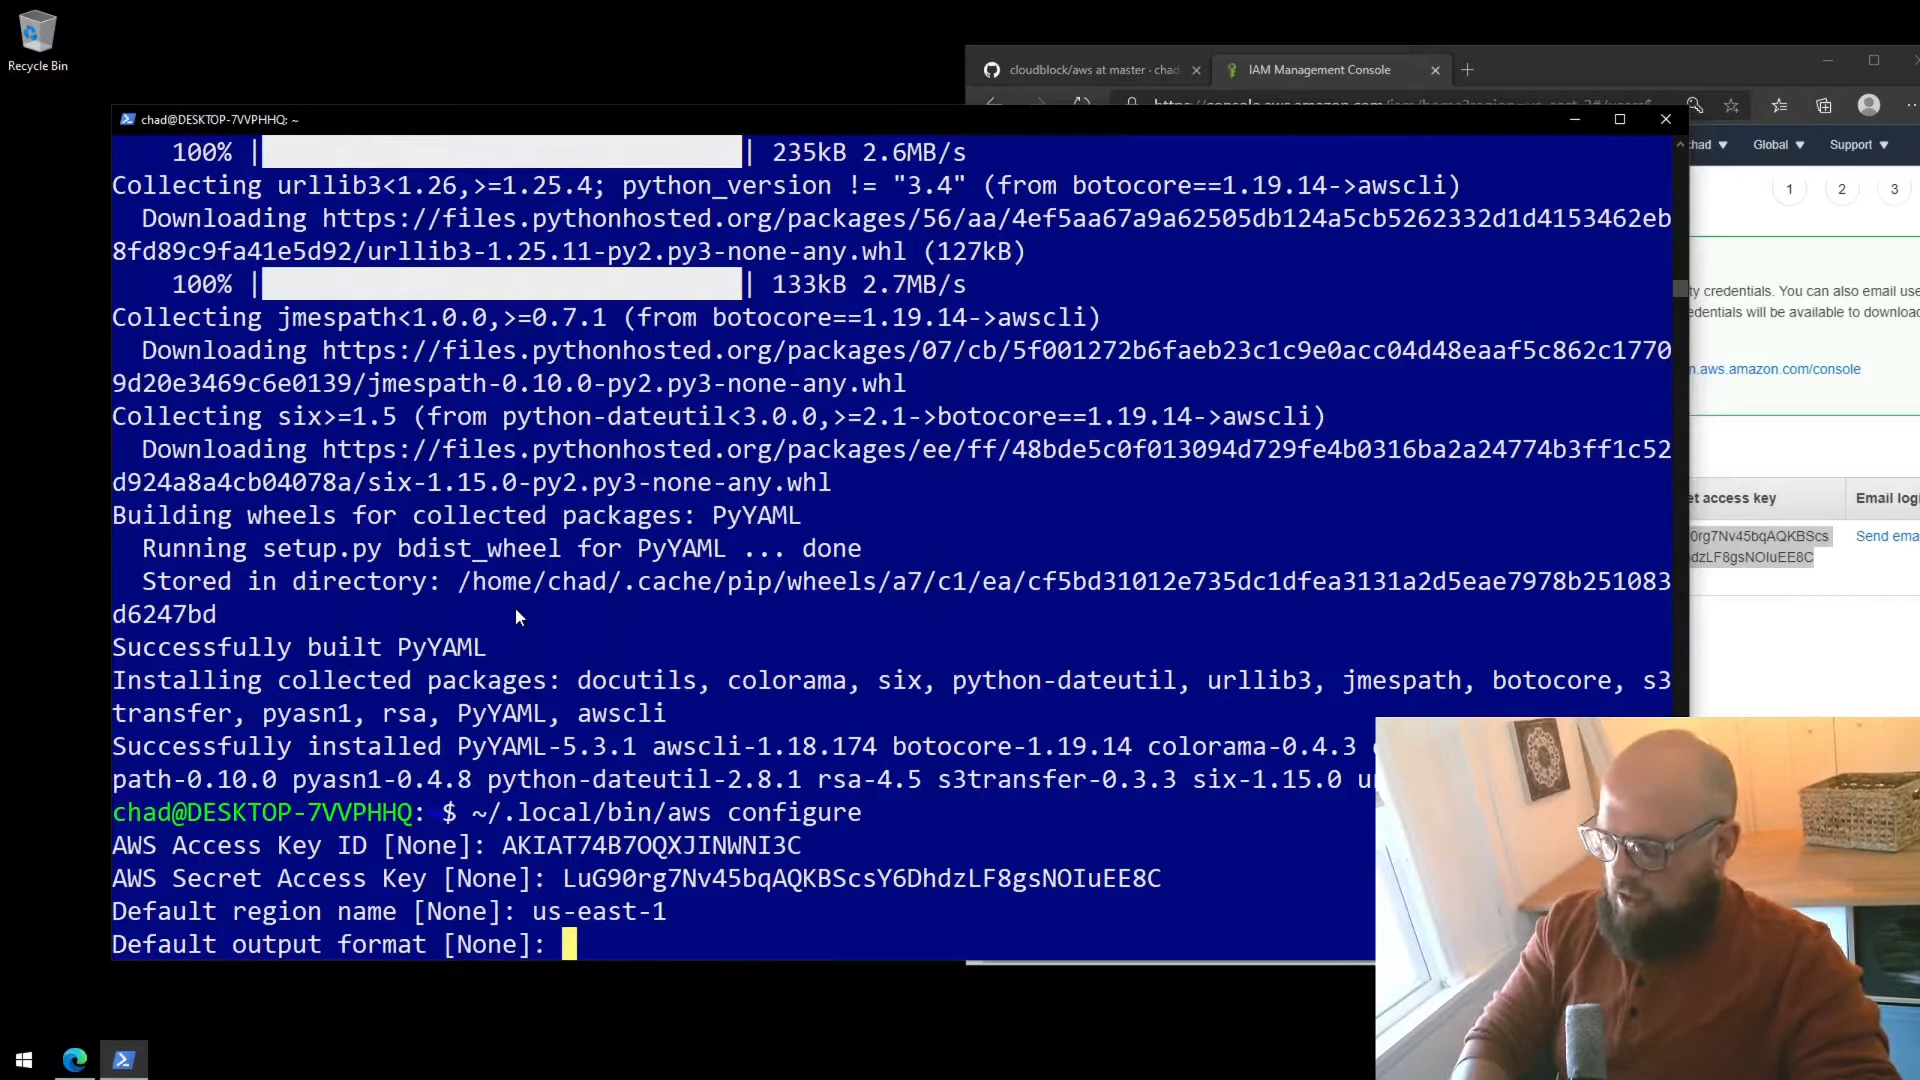 Recycle Bin
cloudblock/aws at master · chad
IAM Management Console
chad@DESKTOP-7VVPHHQ: ~
100% | | 235kB 2.6MB/s
Collecting urllib3<1.26,>=1.25.4; python_version != "3.4" (from botocore==1.19.14->awscli)
Downloading https://files.pythonhosted.org/packages/56/aa/4ef5aa67a9a62505db124a5cb5262332d1d4153462eb
8fd89c9fa41e5d92/urllib3-1.25.11-py2.py3-none-any.whl (127kB)
100% | | 133kB 2.7MB/s
Collecting jmespath<1.0.0,>=0.7.1 (from botocore==1.19.14->awscli)
Downloading https://files.pythonhosted.org/packages/07/cb/5f001272b6faeb23c1c9e0acc04d48eaaf5c862c1770
9d20e3469c6e0139/jmespath-0.10.0-py2.py3-none-any.whl
Collecting six>=1.5 (from python-dateutil<3.0.0,>=2.1->botocore==1.19.14->awscli)
Downloading https://files.pythonhosted.org/packages/ee/ff/48bde5c0f013094d729fe4b0316ba2a24774b3ff1c52
d924a8a4cb04078a/six-1.15.0-py2.py3-none-any.whl
Building wheels for collected packages: PyYAML
Running setup.py bdist_wheel for PyYAML ... done
Stored in directory: /home/chad/.cache/pip/wheels/a7/c1/ea/cf5bd31012e735dc1dfea3131a2d5eae7978b251083
d6247bd
Successfully built PyYAML
Installing collected packages: docutils, colorama, six, python-dateutil, urllib3, jmespath, botocore, s3
transfer, pyasn1, rsa, PyYAML, awscli
Successfully installed PyYAML-5.3.1 awscli-1.18.174 botocore-1.19.14 colorama-0.4.3
path-0.10.0 pyasn1-0.4.8 python-dateutil-2.8.1 rsa-4.5 s3transfer-0.3.3 six-1.15.0 u
chad@DESKTOP-7VVPHHQ: $ ~/.local/bin/aws configure
AWS Access Key ID [None]: AKIAT74B7OQXJINWNI3C
AWS Secret Access Key [None]: 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
Default region name [None]: us-east-1
Default output format [None]:
chad Global Support
1 2 3
ty credentials. You can also email use
edentials will be available to download
n.aws.amazon.com/console
et access key Email logi
0rg7Nv45bqAQKBScs Send ema
dzLF8gsNOIuEE8C